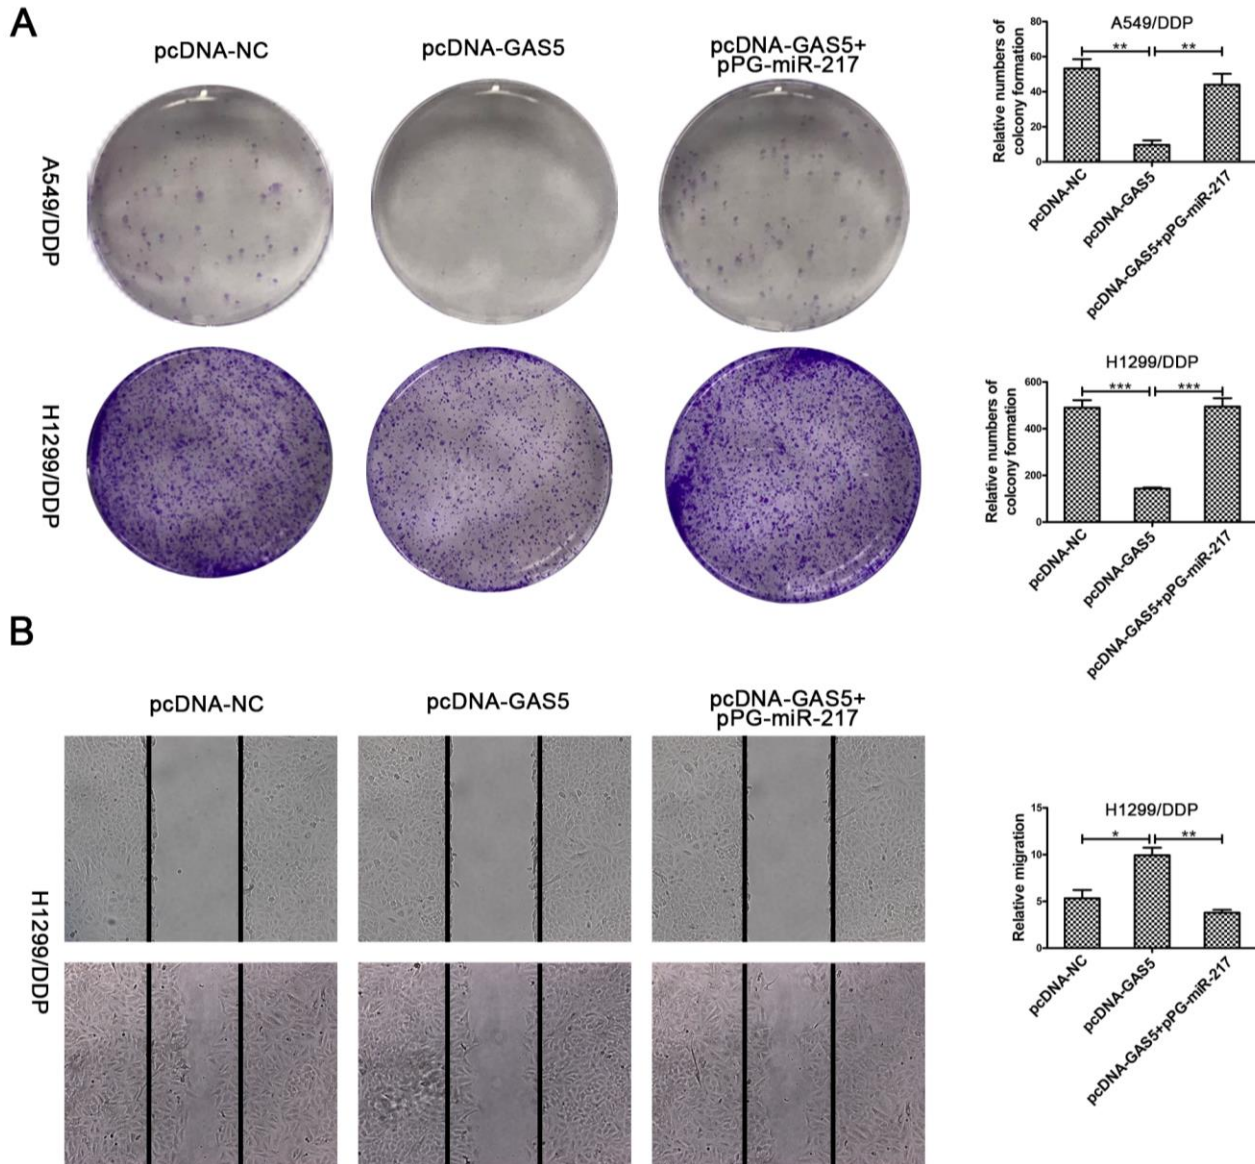 A
pcDNA-NC
pcDNA-GAS5
pcDNA-GAS5+
pPG-miR-217
A549/DDP
H1299/DDP
A549/DDP
Relative numbers of
colcony formation
80
60
40
20
0
** **
pcDNA-NC
pcDNA-GAS5
pcDNA-GAS5+pPG-miR-217
H1299/DDP
Relative numbers of
colcony formation
600
400
200
0
*** ***
pcDNA-NC
pcDNA-GAS5
pcDNA-GAS5+pPG-miR-217
B
pcDNA-NC
pcDNA-GAS5
pcDNA-GAS5+
pPG-miR-217
H1299/DDP
H1299/DDP
Relative migration
15
10
5
0
* **
pcDNA-NC
pcDNA-GAS5
pcDNA-GAS5+pPG-miR-217